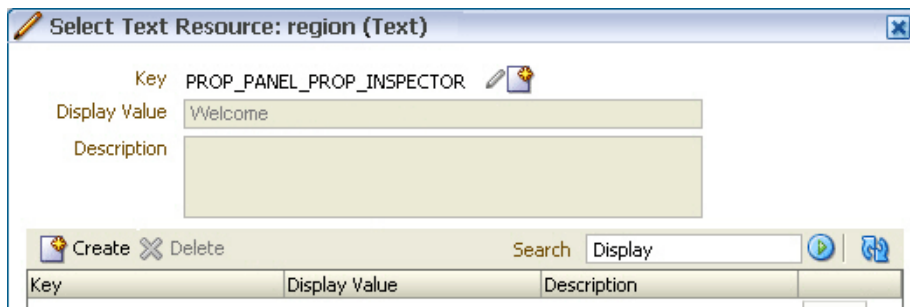 Select Text Resource: region (Text)
Key PROP_PANEL_PROP_INSPECTOR
Display Value Welcome
Description
Create Delete Search Display
Key Display Value Description